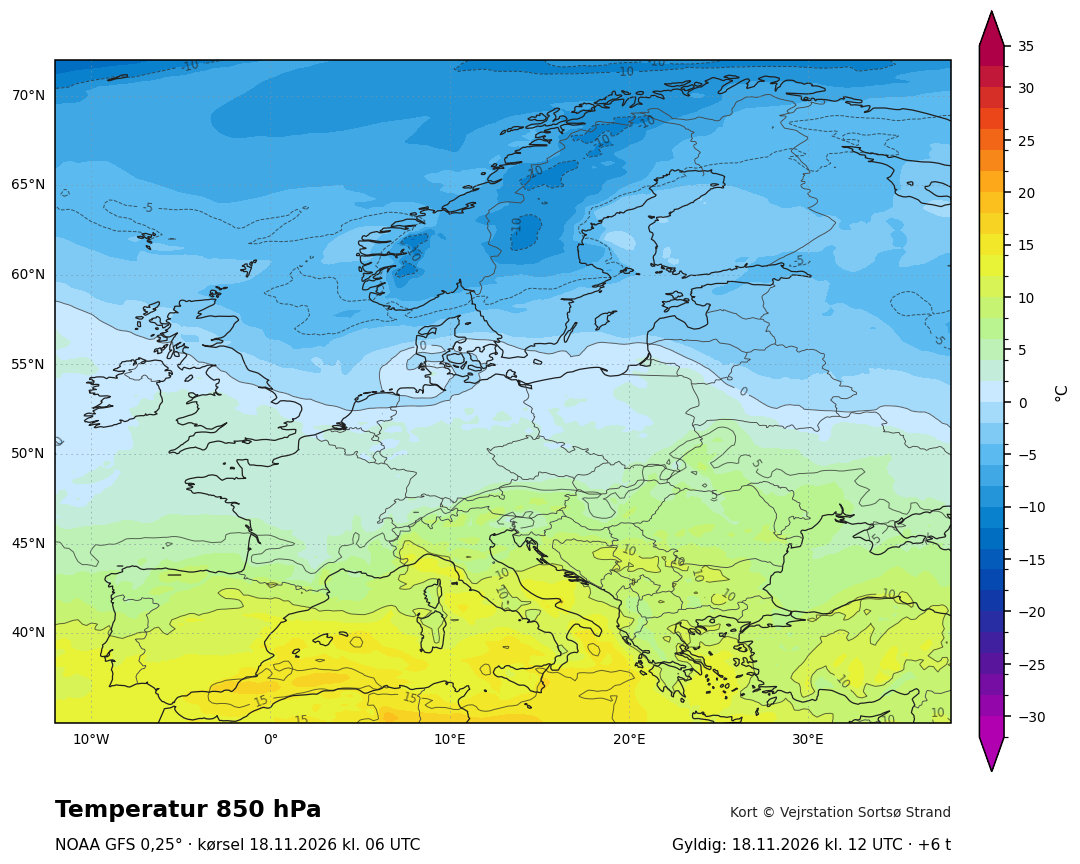 70°N
65°N
60°N
55°N
50°N
45°N
40°N
10°W
0°
10°E
20°E
30°E
35
30
25
20
15
10
5
0
−5
−10
−15
−20
−25
−30
°C
Temperatur 850 hPa
Kort © Vejrstation Sortsø Strand
NOAA GFS 0,25° · kørsel 18.11.2026 kl. 06 UTC
Gyldig: 18.11.2026 kl. 12 UTC · +6 t